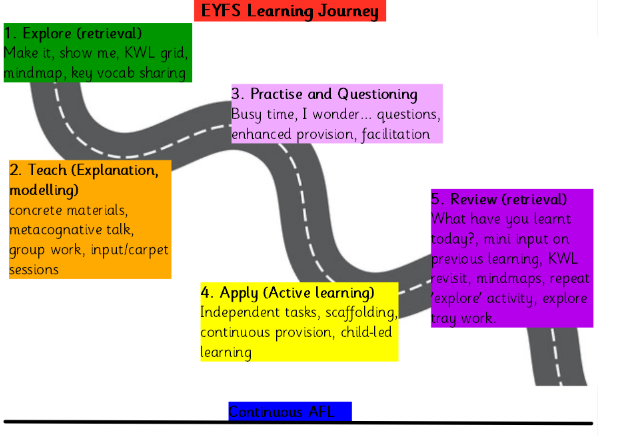 EYFS Learning Journey
1. Explore (retrieval)
Make it, show me, KWL grid,
mindmap, key vocab sharing
3. Practise and Questioning
Busy time, I wonder... questions,
enhanced provision, facilitation
2. Teach (Explanation,
modelling)
concrete materials,
metacognitive talk,
group work, input/carpet
sessions
5. Review (retrieval)
What have you learnt
today?, mini input on
previous learning, KWL
revisit, mindmaps, repeat
'explore' activity, explore
tray work.
4. Apply (Active learning)
Independent tasks, scaffolding,
continuous provision, child-led
learning
Continuous AFL